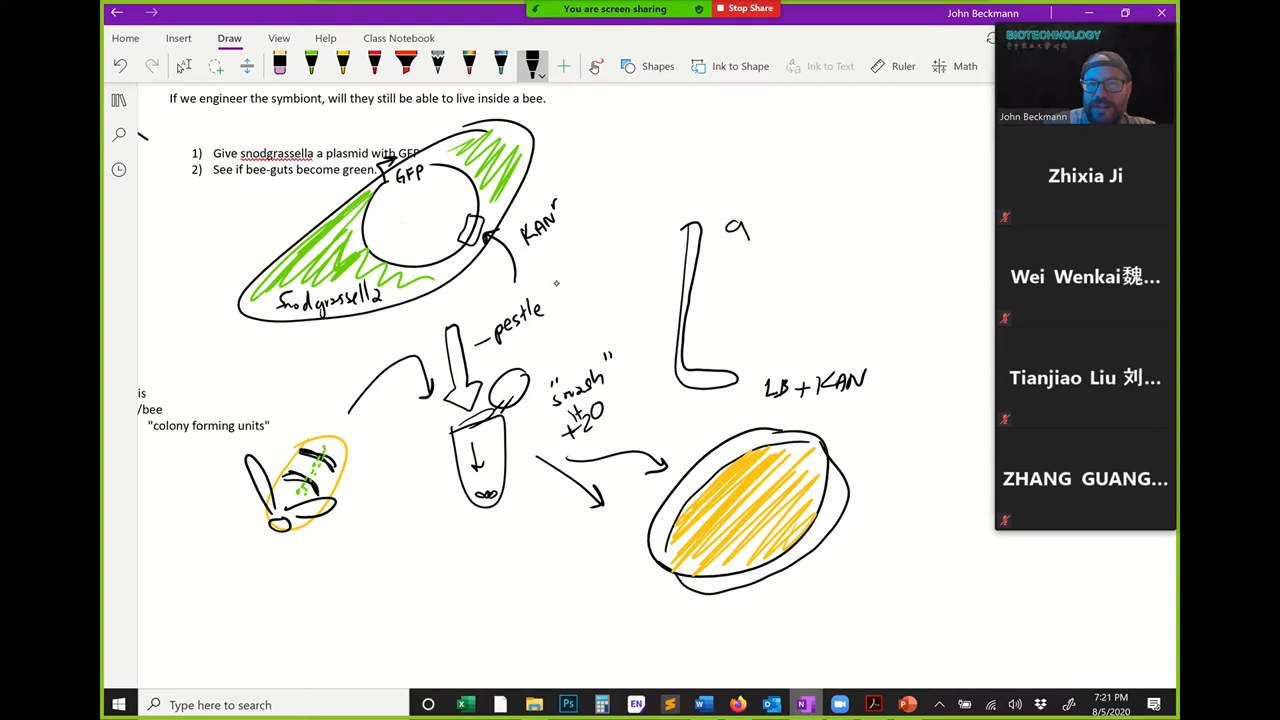 You are screen sharing
Stop Share
John Beckmann
Home Insert Draw View Help Class Notebook
Shapes Ink to Shape Ink to Text Ruler Math
BIOTECHNOLOGY
John Beckmann
Zhixia Ji
Wei Wenkai魏...
Tianjiao Liu 刘...
ZHANG GUANG...
If we engineer the symbiont, will they still be able to live inside a bee.
1) Give snodgrassella a plasmid with GFP
2) See if bee-guts become green.
GFP
KANr
Snodgrassella
pestle
a
"smash"
it
+H2O
LB + KAN
is
/bee
"colony forming units"
Type here to search
EN
7:21 PM
8/5/2020